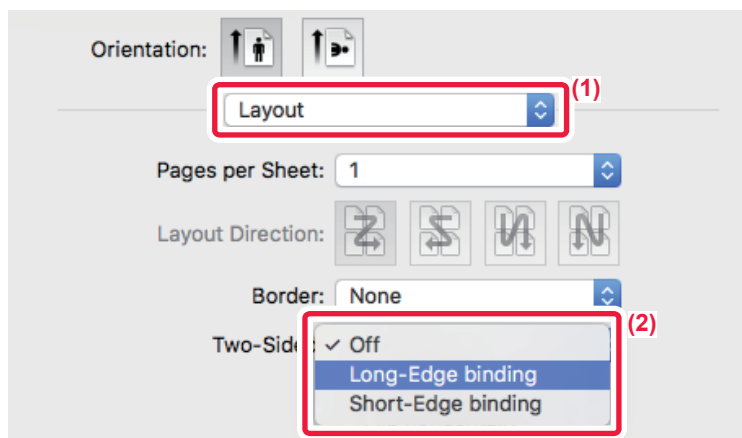 Orientation:
(1)
Layout
Pages per Sheet: 1
Layout Direction:
Border: None
(2)
Two-Side : ✓ Off
Long-Edge binding
Short-Edge binding